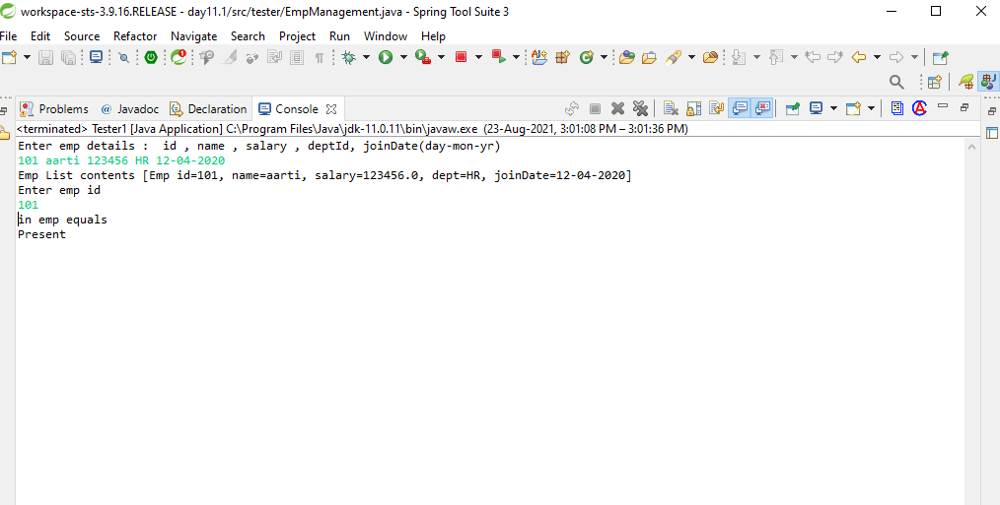 workspace-sts-3.9.16.RELEASE - day11.1/src/tester/EmpManagement.java - Spring Tool Suite 3
File Edit Source Refactor Navigate Search Project Run Window Help
Problems @ Javadoc Declaration Console
<terminated> Tester1 [Java Application] C:\Program Files\Java\jdk-11.0.11\bin\javaw.exe (23-Aug-2021, 3:01:08 PM – 3:01:36 PM)
Enter emp details :  id , name , salary , deptId, joinDate(day-mon-yr)
101 aarti 123456 HR 12-04-2020
Emp List contents [Emp id=101, name=aarti, salary=123456.0, dept=HR, joinDate=12-04-2020]
Enter emp id
101
in emp equals
Present